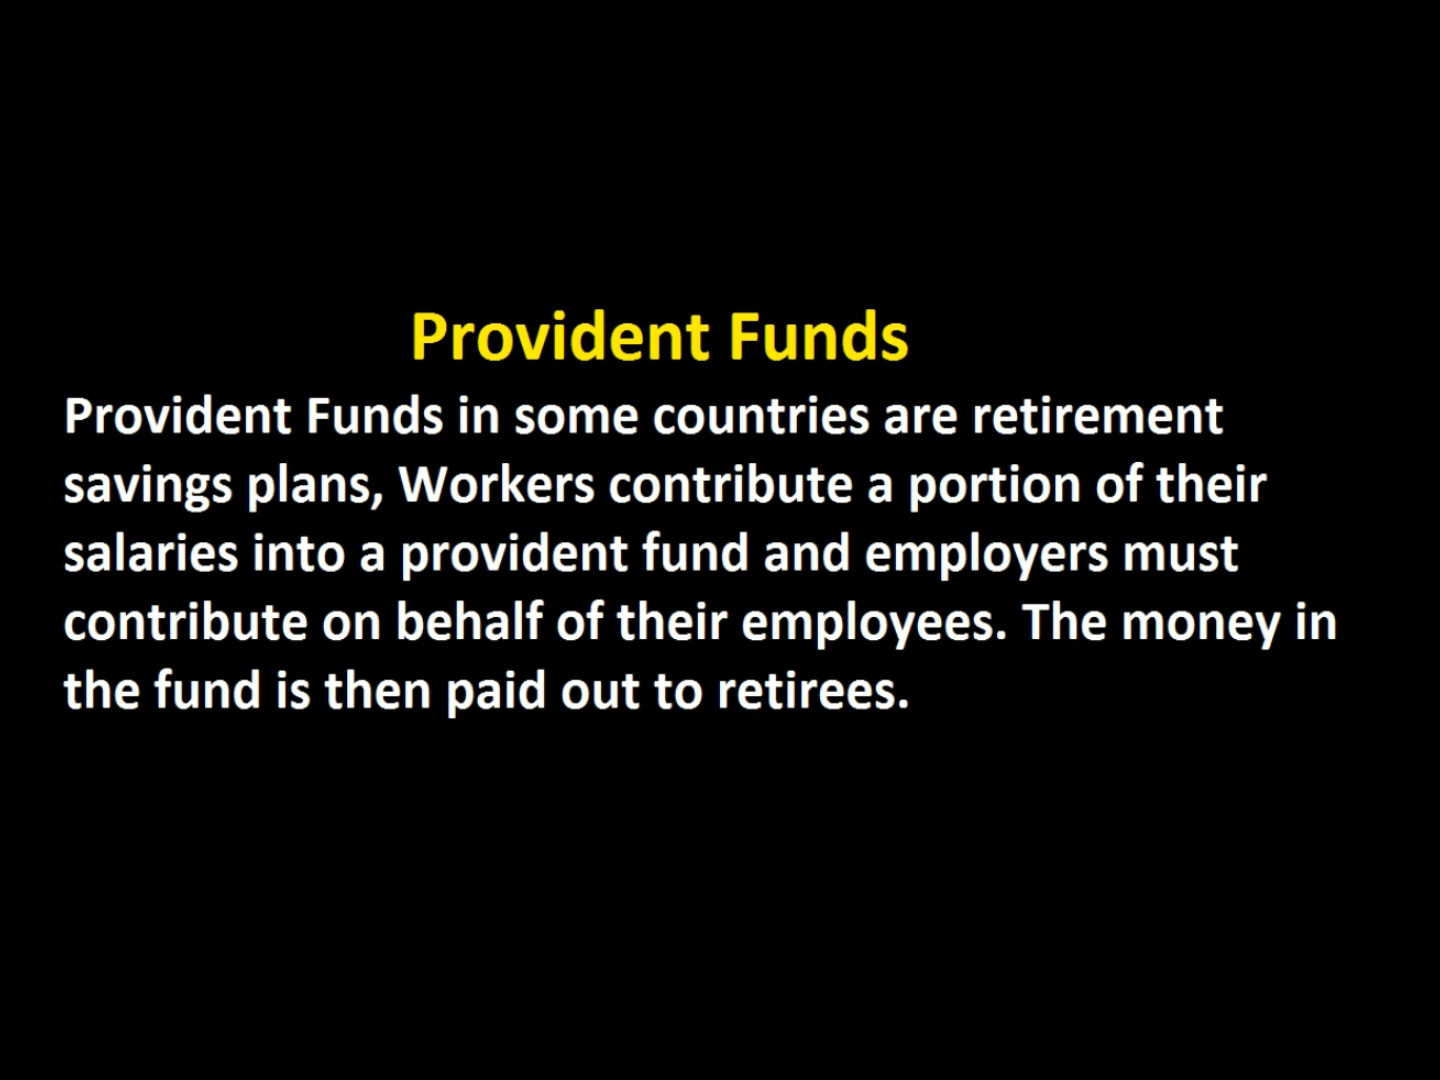 Provident Funds
Provident Funds in some countries are retirement
savings plans, Workers contribute a portion of their
salaries into a provident fund and employers must
contribute on behalf of their employees. The money in
the fund is then paid out to retirees.